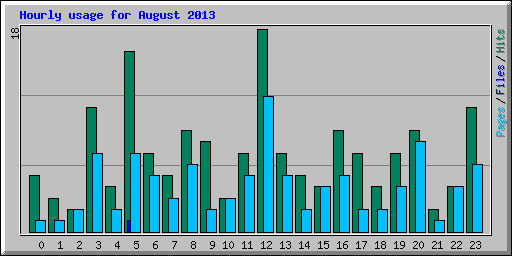 Hourly usage for August 2013
18
Pages/Files/Hits
0 1 2 3 4 5 6 7 8 9 10 11 12 13 14 15 16 17 18 19 20 21 22 23